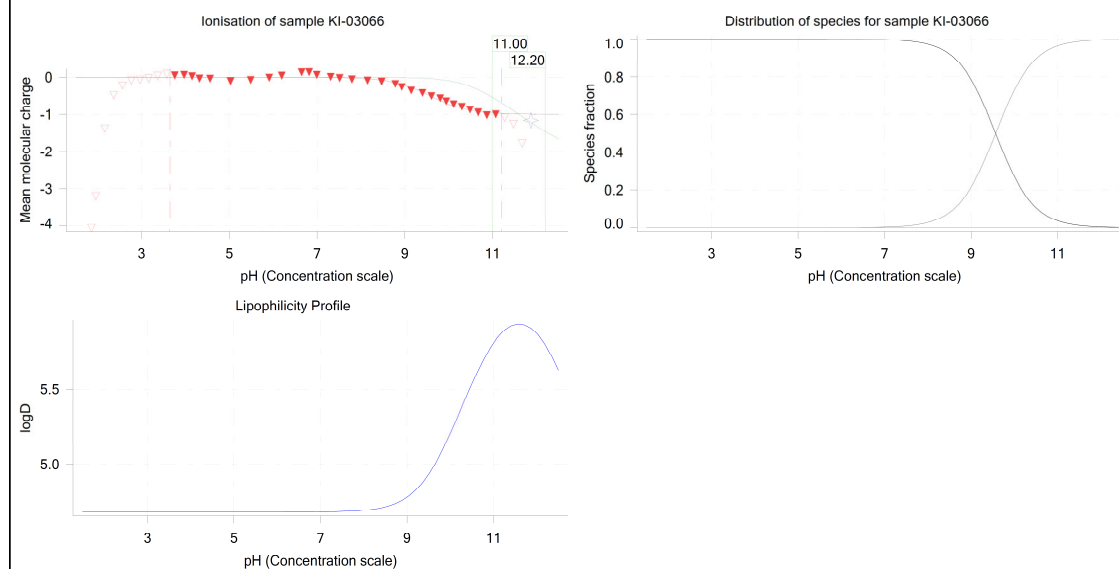 Ionisation of sample KI-03066
11.00
12.20
Mean molecular charge
0
-1
-2
-3
-4
3 5 7 9 11
pH (Concentration scale)
Distribution of species for sample KI-03066
Species fraction
1.0
0.8
0.6
0.4
0.2
0.0
3 5 7 9 11
pH (Concentration scale)
Lipophilicity Profile
logD
5.5
5.0
3 5 7 9 11
pH (Concentration scale)